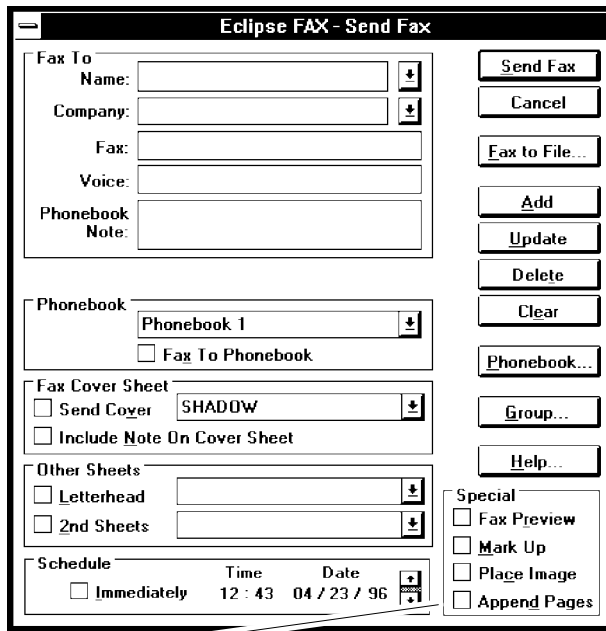 Eclipse FAX - Send Fax
Fax To
Name:
Company:
Fax:
Voice:
Phonebook
Note:
Phonebook
Phonebook 1
Fax To Phonebook
Fax Cover Sheet
Send Cover SHADOW
Include Note On Cover Sheet
Other Sheets
Letterhead
2nd Sheets
Schedule
Time Date
Immediately 12 : 43 04 / 23 / 96
Send Fax
Cancel
Fax to File...
Add
Update
Delete
Clear
Phonebook...
Group...
Help...
Special
Fax Preview
Mark Up
Place Image
Append Pages